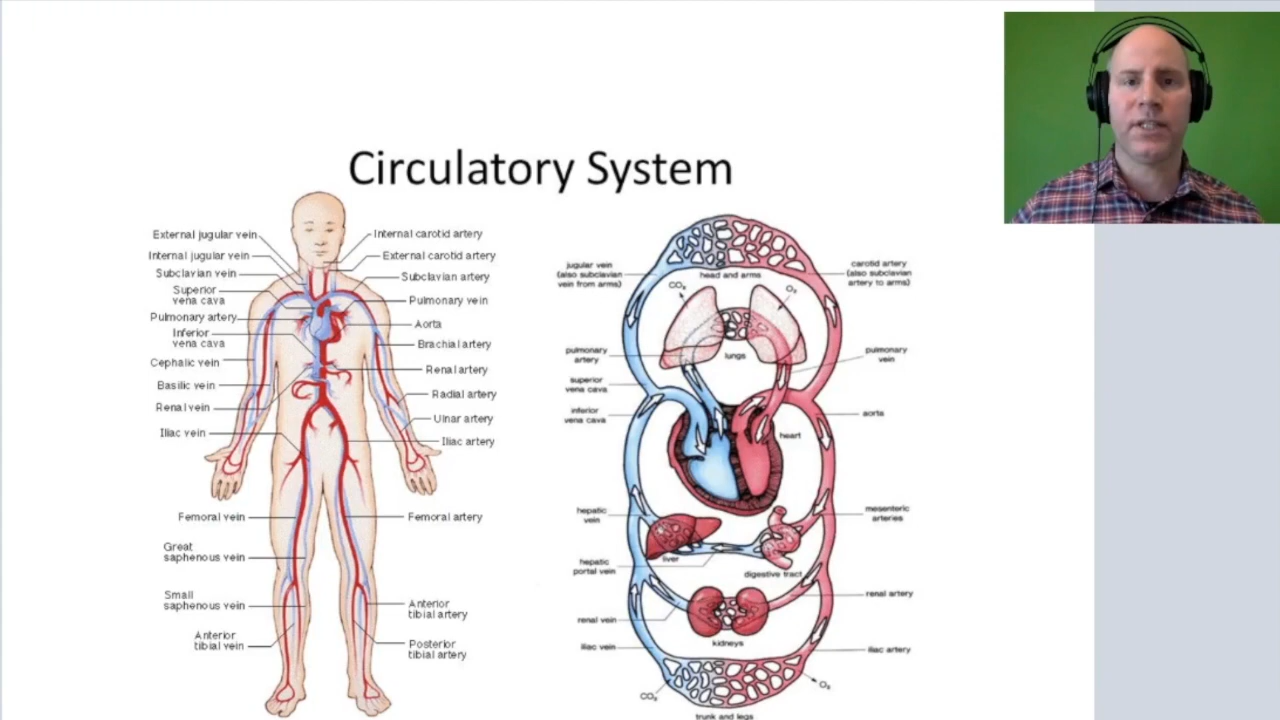 Circulatory System
External jugular vein
Internal jugular vein
Subclavian vein
Superior
vena cava
Pulmonary artery
Inferior
vena cava
Cephalic vein
Basilic vein
Renal vein
Iliac vein
Femoral vein
Great
saphenous vein
Small
saphenous vein
Anterior
tibial vein
Internal carotid artery
External carotid artery
Subclavian artery
Pulmonary vein
Aorta
Brachial artery
Renal artery
Radial artery
Ulnar artery
Iliac artery
Femoral artery
Anterior
tibial artery
Posterior
tibial artery
jugular vein
(also subclavian
vein from arms)
pulmonary
artery
superior
vena cava
inferior
vena cava
hepatic
vein
hepatic
portal vein
renal vein
iliac vein
CO₂
head and arms
CO₂
O₂
lungs
heart
liver
digestive tract
kidneys
trunk and legs
carotid artery
(also subclavian
artery to arms)
pulmonary
vein
aorta
mesenteric
arteries
renal artery
iliac artery
O₂